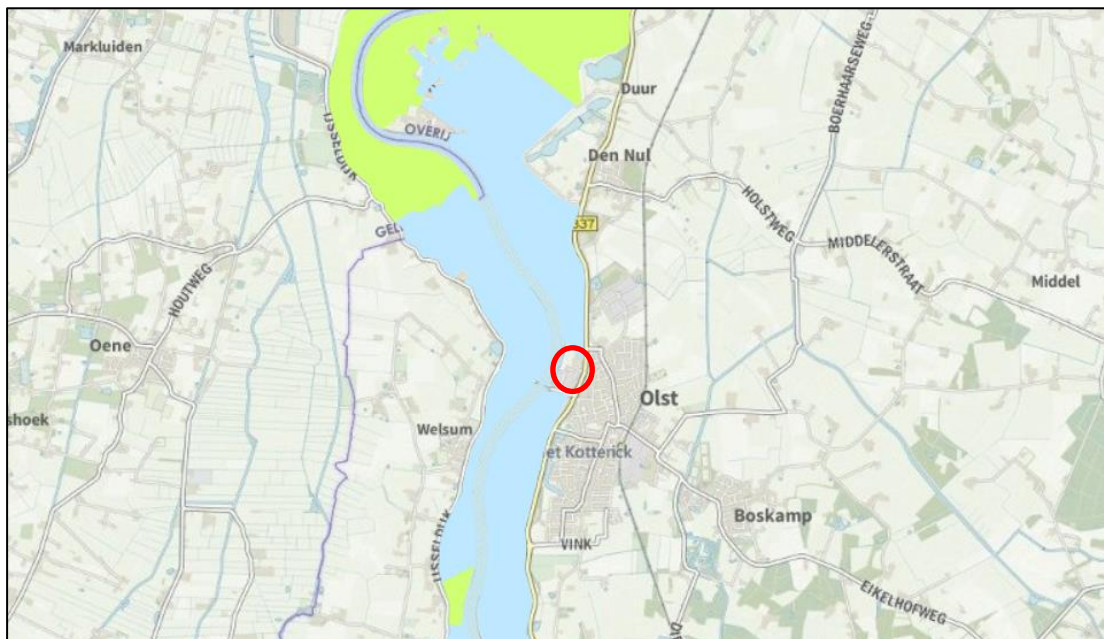 Markluiden
Duur
BOERHAARSEWEG
OVERIJ
IJSSELDIJK
Den Nul
HOLSTWEG
337
GEL
MIDDELERSTRAAT
HOUTWEG
Middel
Oene
Olst
shoek
Welsum
et Kotterick
Boskamp
VINK
IJSSELDIJK
EIKELHOFWEG